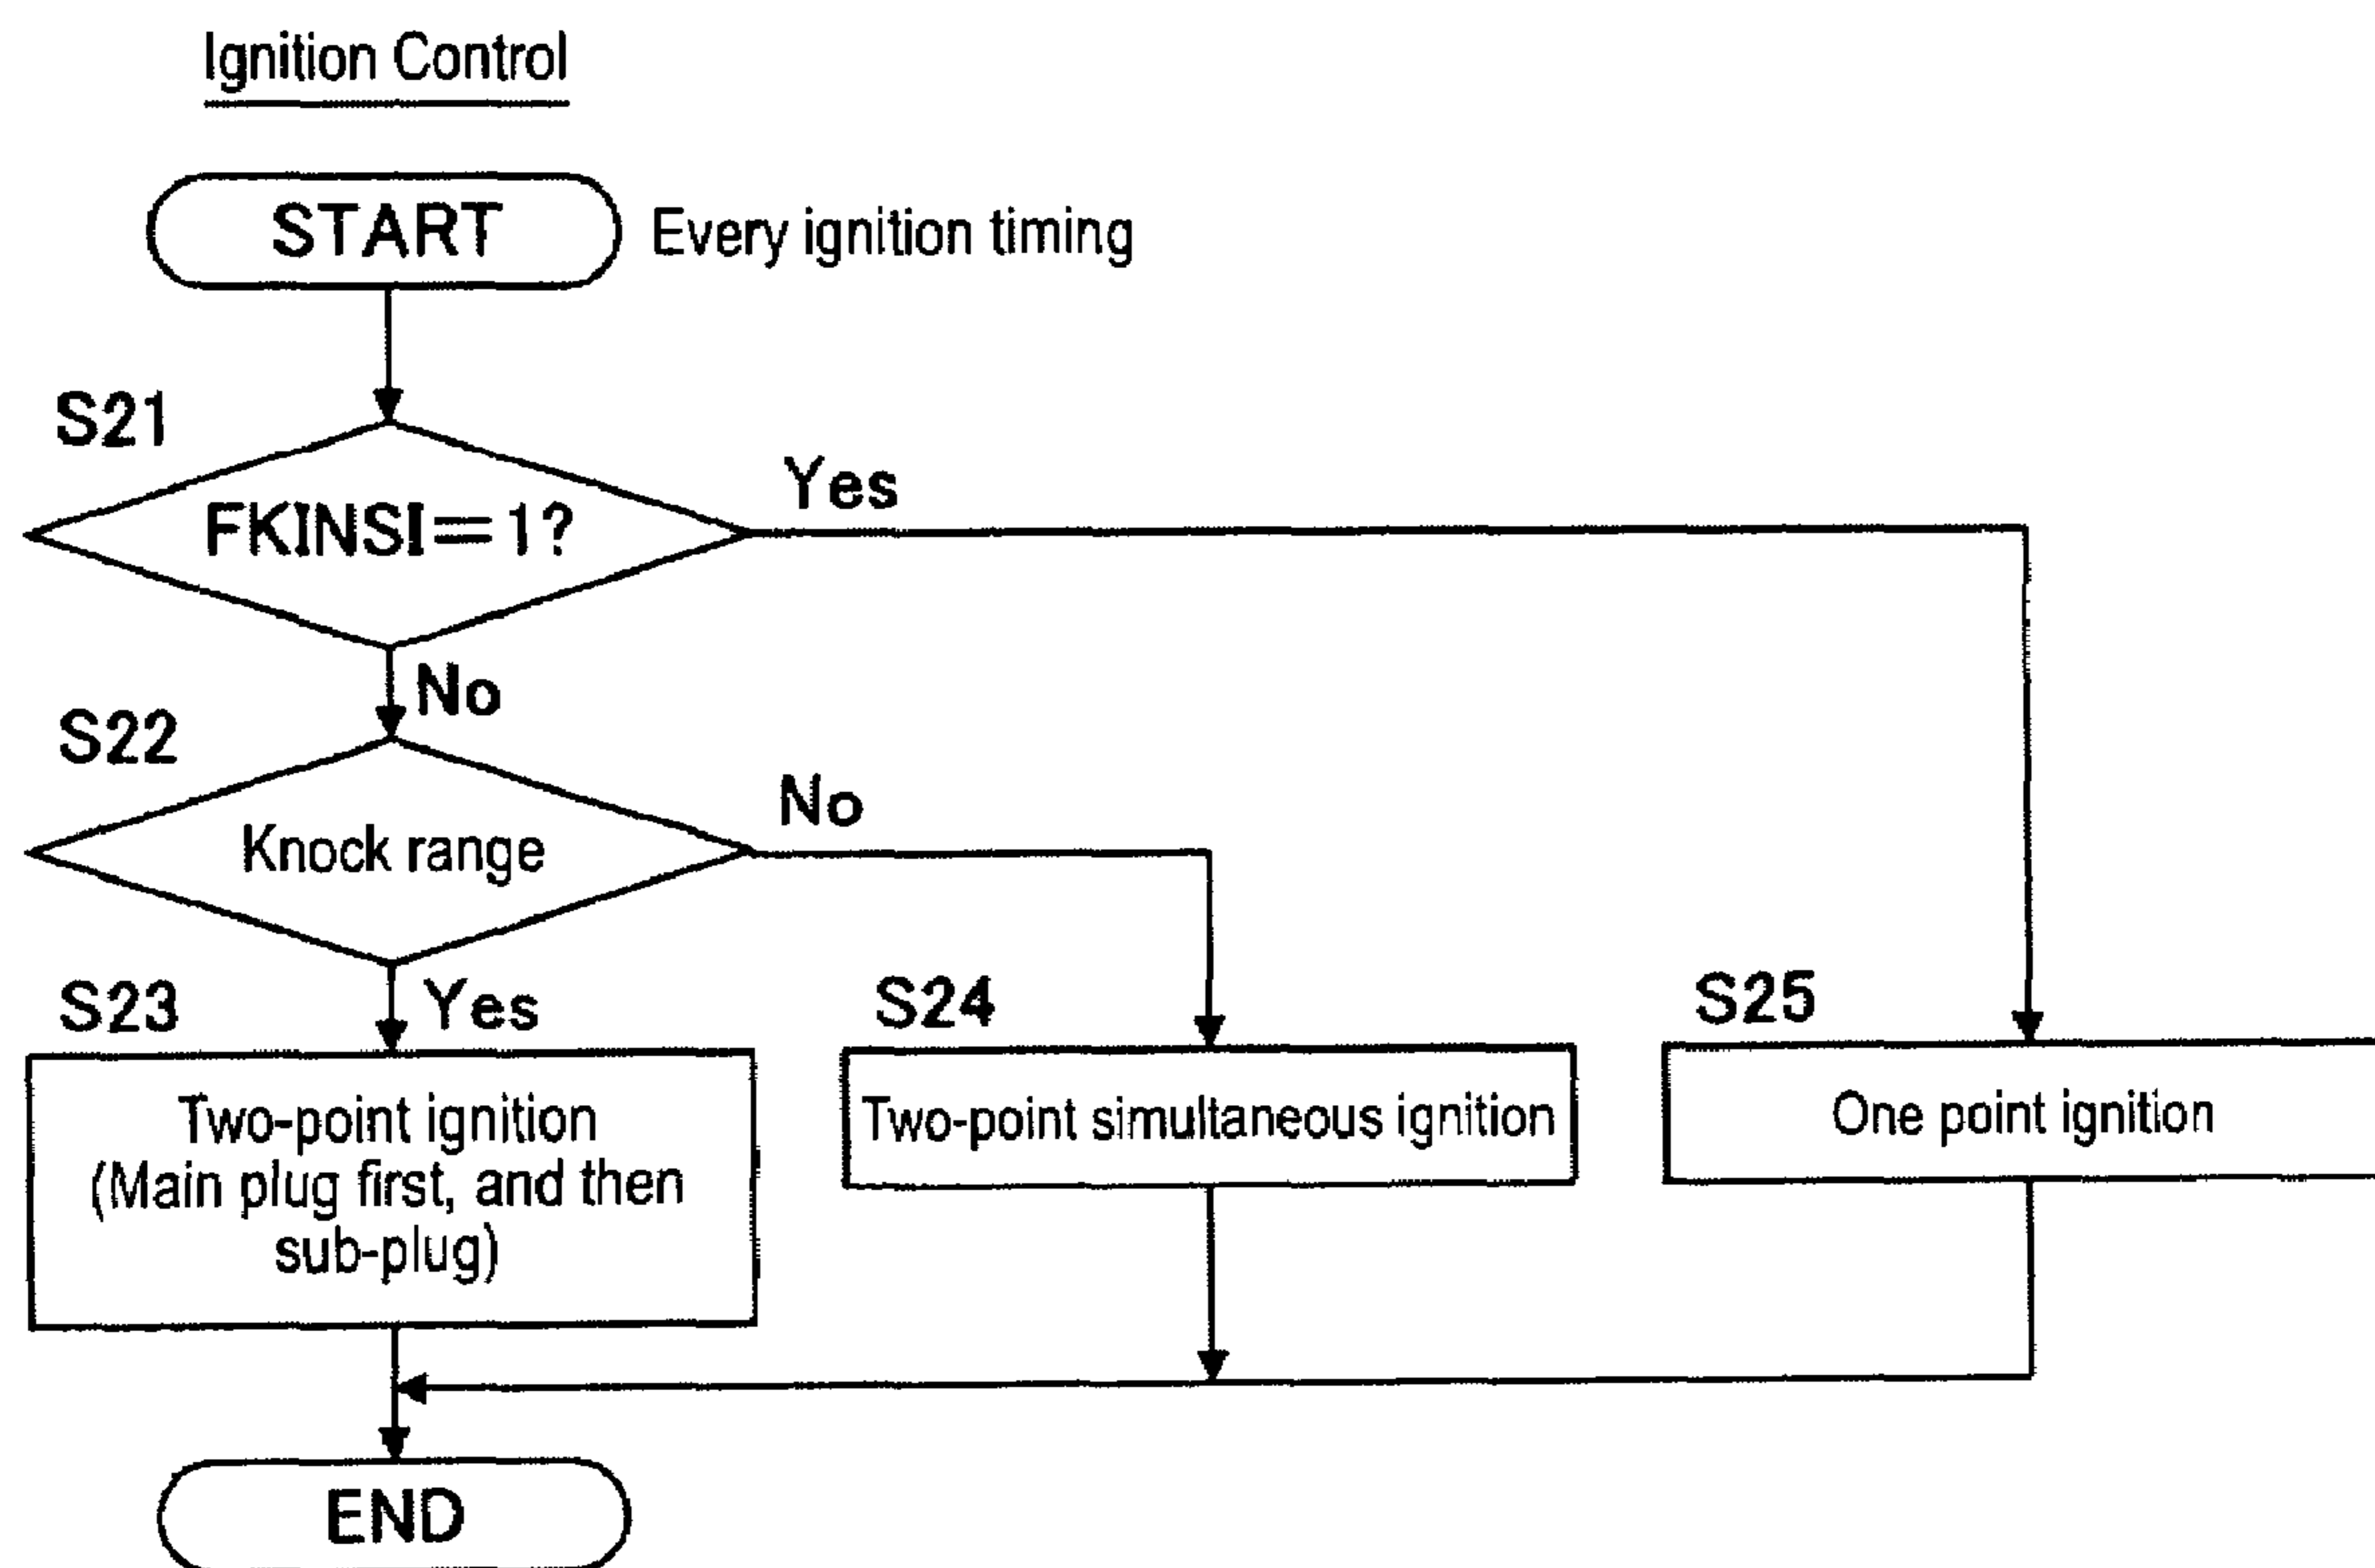 Ignition Control
START
Every ignition timing
S21
FKINSI=1?
Yes
No
S22
Knock range
No
Yes
S23
Two-point ignition
(Main plug first, and then
sub-plug)
S24
Two-point simultaneous ignition
S25
One point ignition
END